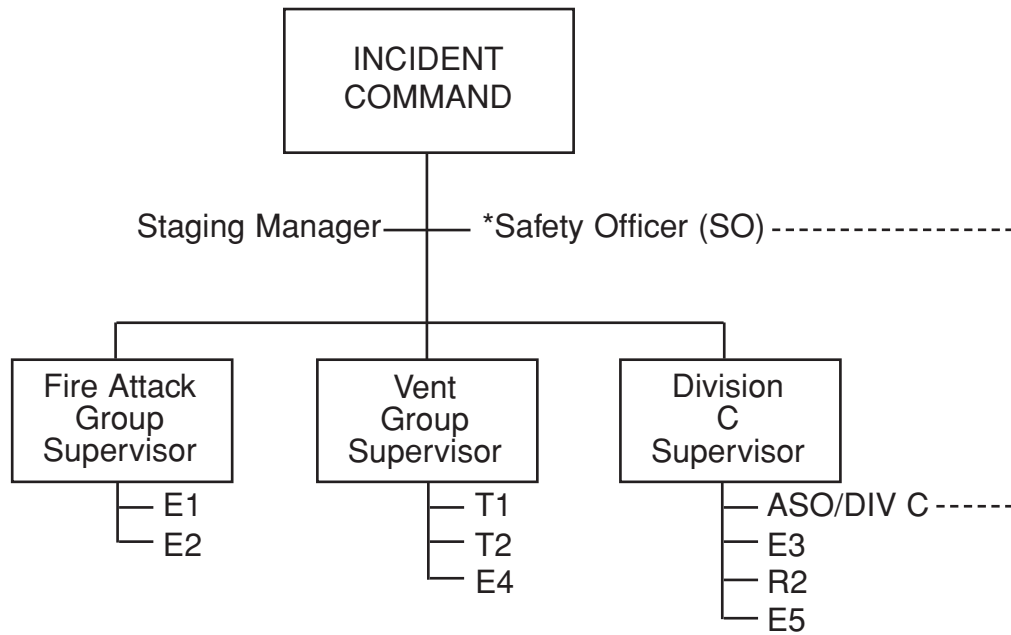 INCIDENT
COMMAND
Staging Manager
*Safety Officer (SO)
Fire Attack
Group
Supervisor
E1
E2
Vent
Group
Supervisor
T1
T2
E4
Division
C
Supervisor
ASO/DIV C
E3
R2
E5